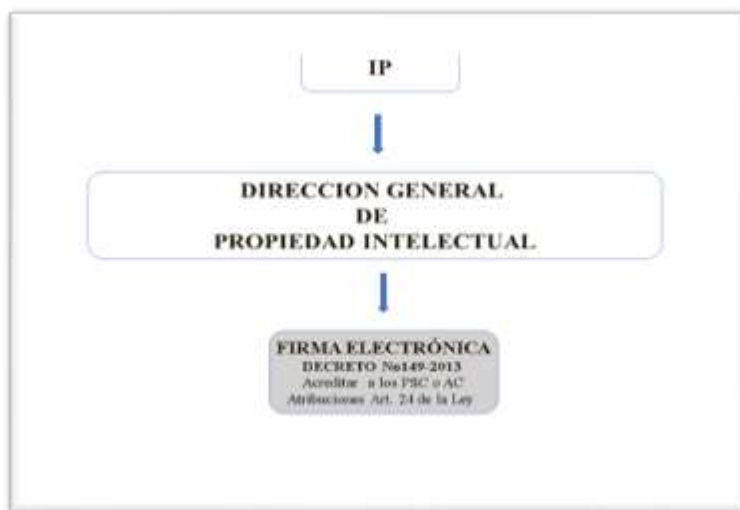 IP
DIRECCION GENERAL
DE
PROPIEDAD INTELECTUAL
FIRMA ELECTRÓNICA
DECRETO No149-2013
Acreditar a los PSC o AC
Atribuciones Art. 24 de la Ley